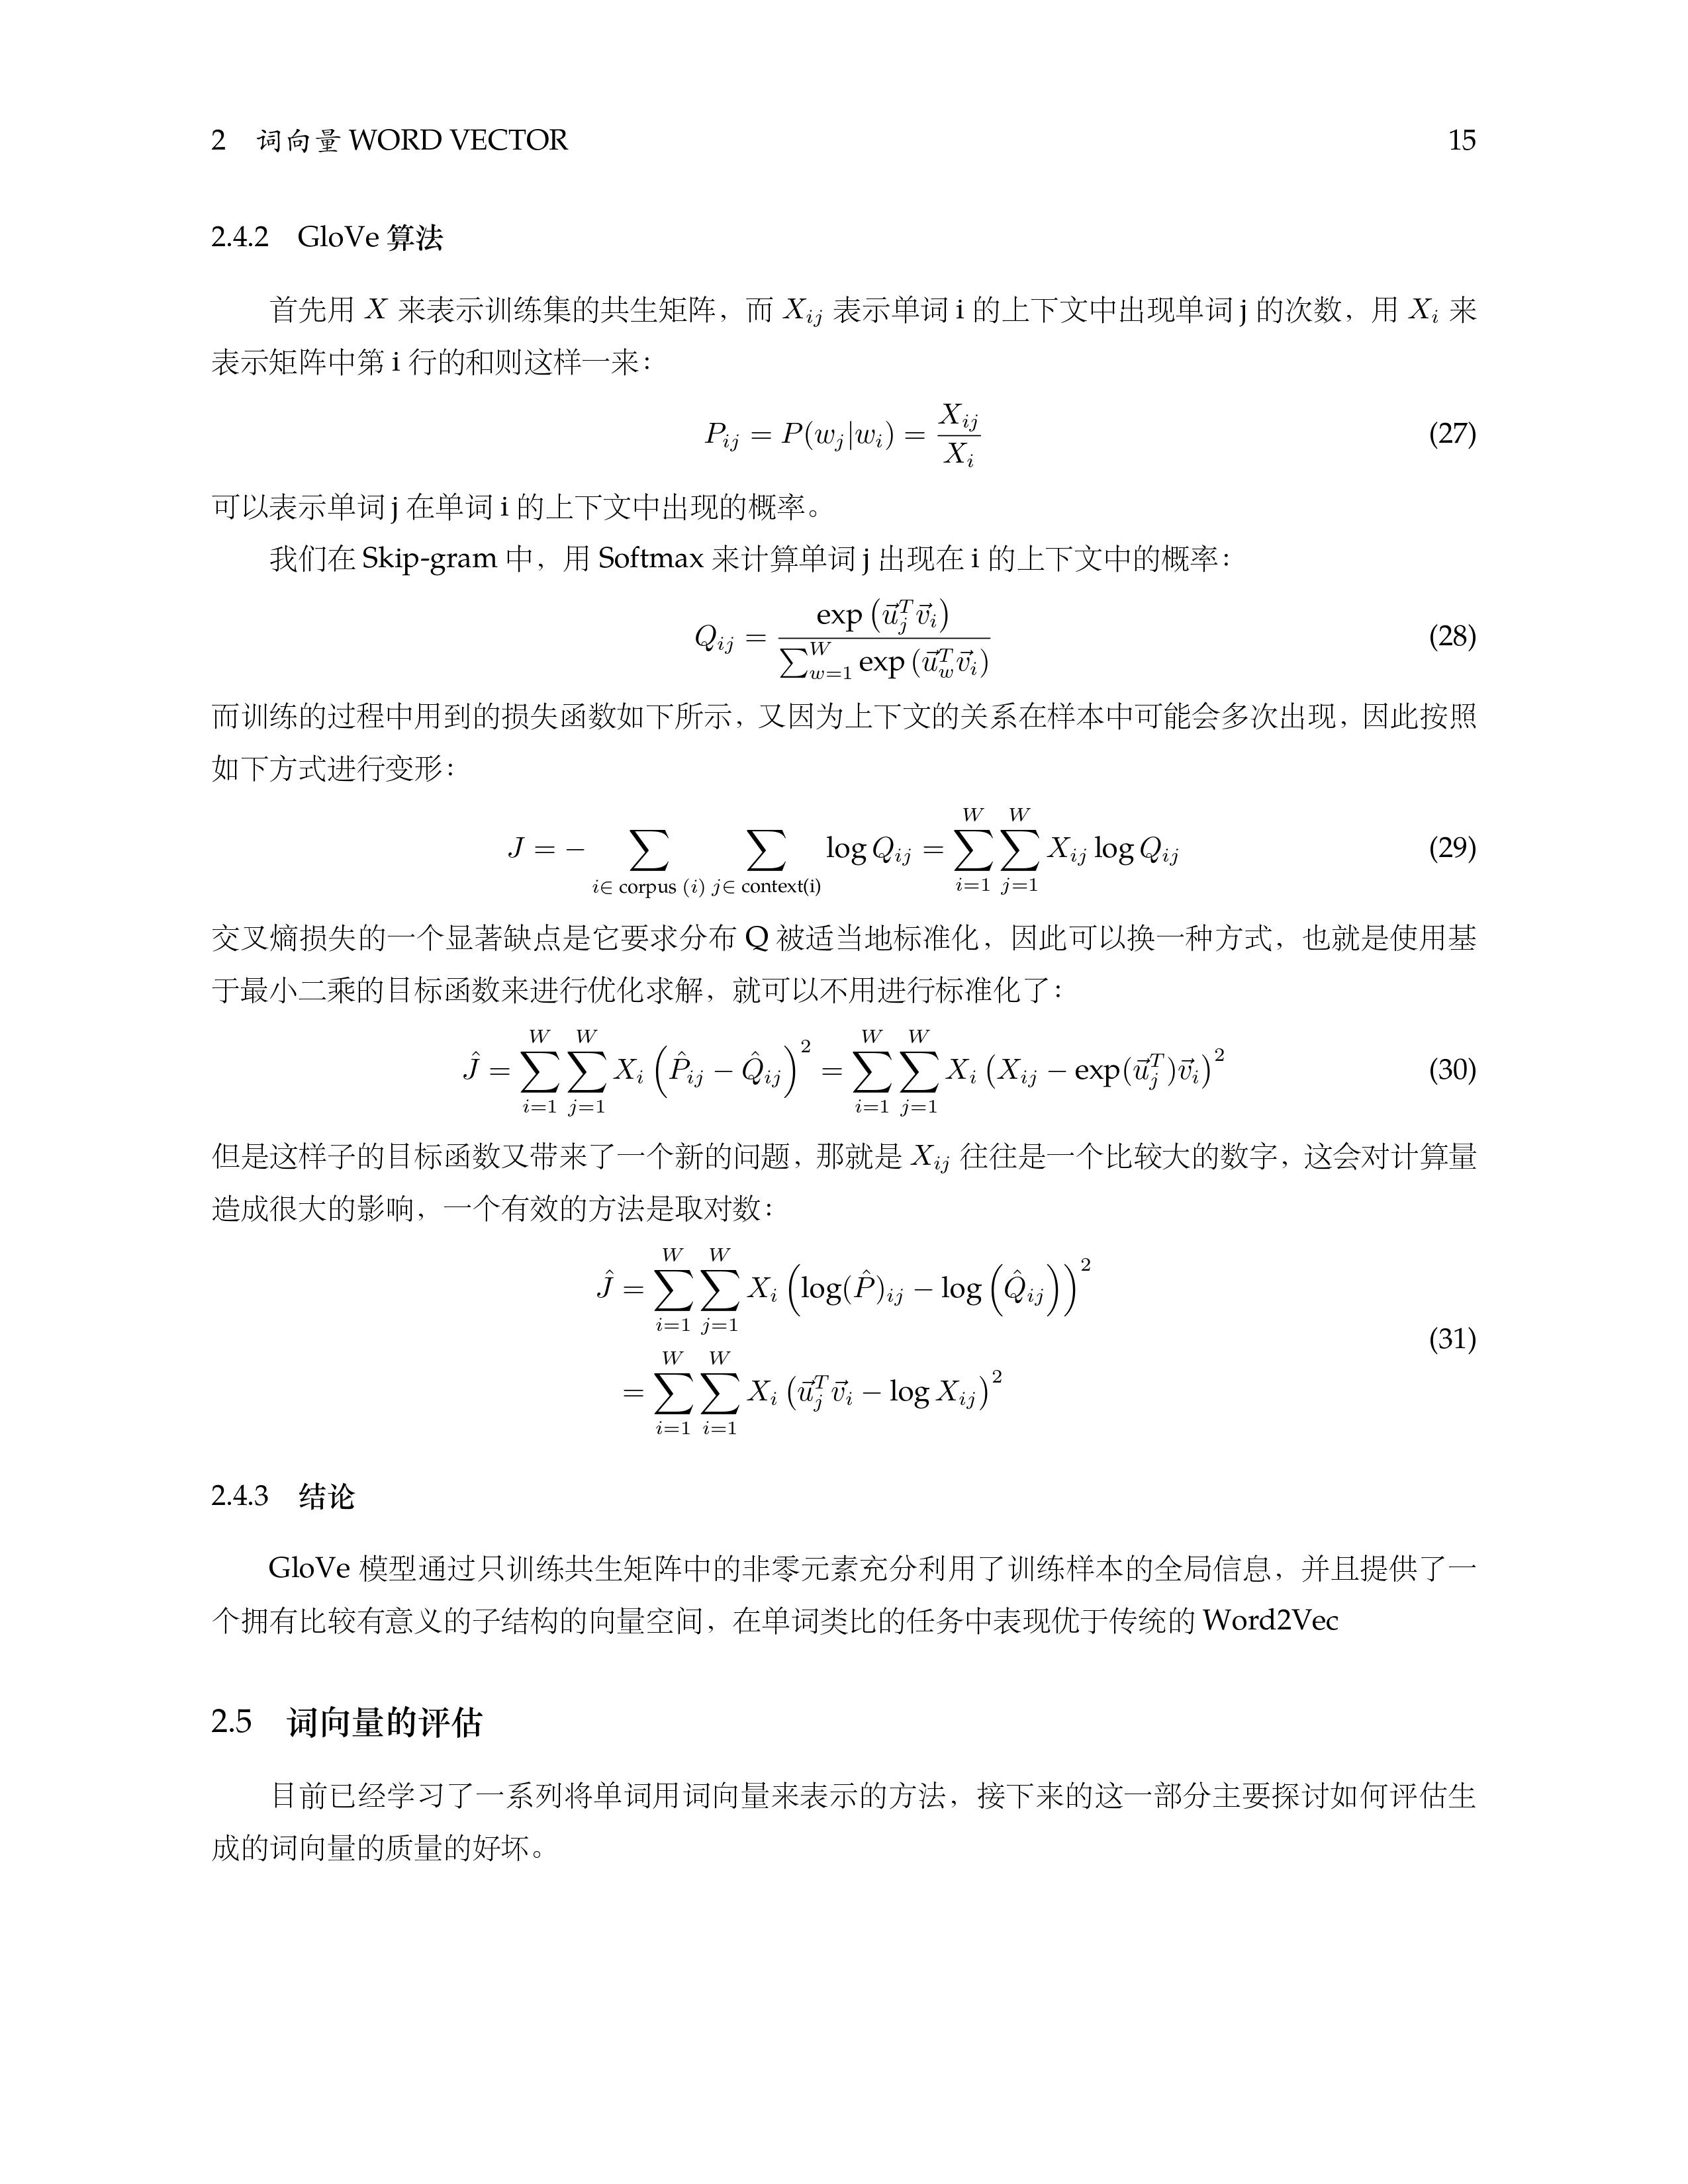 2 词向量 WORD VECTOR 15
2.4.2 GloVe 算法
首先用 X 来表示训练集的共生矩阵，而 X_{ij} 表示单词 i 的上下文中出现单词 j 的次数，用 X_i 来
表示矩阵中第 i 行的和则这样一来：
P_{ij} = P(w_j|w_i) = \frac{X_{ij}}{X_i} (27)
可以表示单词 j 在单词 i 的上下文中出现的概率。
我们在 Skip-gram 中，用 Softmax 来计算单词 j 出现在 i 的上下文中的概率：
Q_{ij} = \frac{\exp(\vec{u}_j^T \vec{v}_i)}{\sum_{w=1}^{W} \exp(\vec{u}_w^T \vec{v}_i)} (28)
而训练的过程中用到的损失函数如下所示，又因为上下文的关系在样本中可能会多次出现，因此按照
如下方式进行变形：
J = - \sum_{i \in corpus (i)} \sum_{j \in context(i)} \log Q_{ij} = \sum_{i=1}^{W} \sum_{j=1}^{W} X_{ij} \log Q_{ij} (29)
交叉熵损失的一个显著缺点是它要求分布 Q 被适当地标准化，因此可以换一种方式，也就是使用基
于最小二乘的目标函数来进行优化求解，就可以不用进行标准化了：
\hat{J} = \sum_{i=1}^{W} \sum_{j=1}^{W} X_i (\hat{P}_{ij} - \hat{Q}_{ij})^2 = \sum_{i=1}^{W} \sum_{j=1}^{W} X_i (X_{ij} - \exp(\vec{u}_j^T)\vec{v}_i)^2 (30)
但是这样子的目标函数又带来了一个新的问题，那就是 X_{ij} 往往是一个比较大的数字，这会对计算量
造成很大的影响，一个有效的方法是取对数：
\hat{J} = \sum_{i=1}^{W} \sum_{j=1}^{W} X_i (\log(\hat{P})_{ij} - \log(\hat{Q}_{ij}))^2
= \sum_{i=1}^{W} \sum_{i=1}^{W} X_i (\vec{u}_j^T \vec{v}_i - \log X_{ij})^2 (31)
2.4.3 结论
GloVe 模型通过只训练共生矩阵中的非零元素充分利用了训练样本的全局信息，并且提供了一
个拥有比较有意义的子结构的向量空间，在单词类比的任务中表现优于传统的 Word2Vec
2.5 词向量的评估
目前已经学习了一系列将单词用词向量来表示的方法，接下来的这一部分主要探讨如何评估生
成的词向量的质量的好坏。